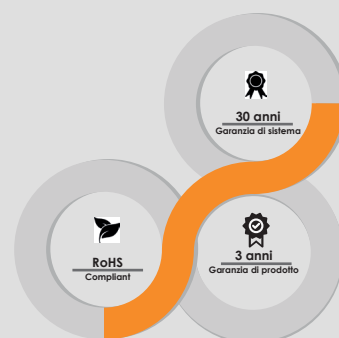 30 anni
Garanzia di sistema
RoHS
Compliant
3 anni
Garanzia di prodotto